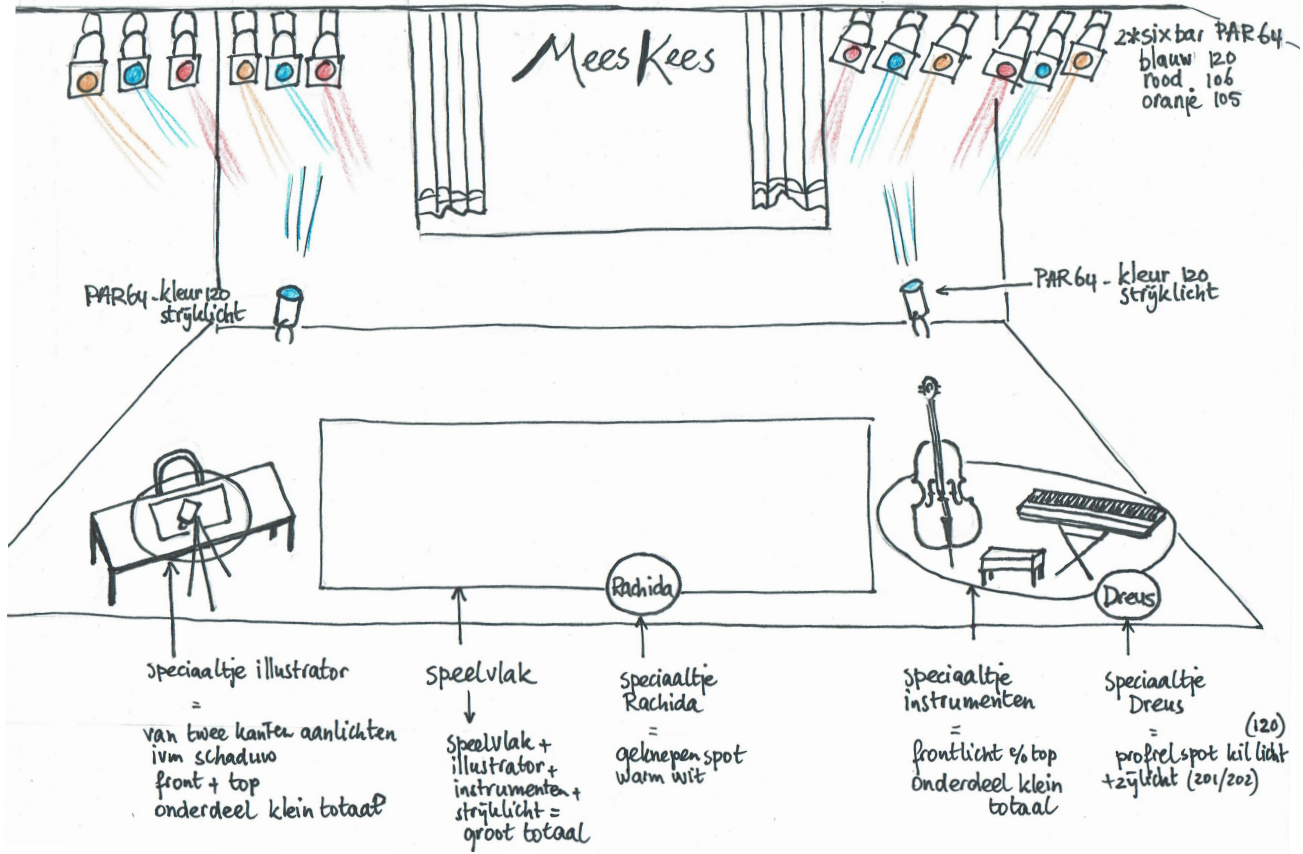 Mees Kees
2*sixbar PAR64
blauw 120
rood. 106
oranje 105
PAR64-kleur 120
strijklicht
PAR64 - kleur 120
strijklicht
Rachida
Dreus
speciaaltje illustrator
=
van twee kanten aanlichten
ivm schaduw
front + top
onderdeel klein totaal
speelvlak
speelvlak +
illustrator +
instrumenten +
strijklicht =
groot totaal
speciaaltje
Rachida
=
geknepen spot
warm wit
speciaaltje
instrumenten
=
frontlicht e/o top
onderdeel klein
totaal
speciaaltje
Dreus
=
(120)
profielspot kil licht
+zijlicht (201/202)